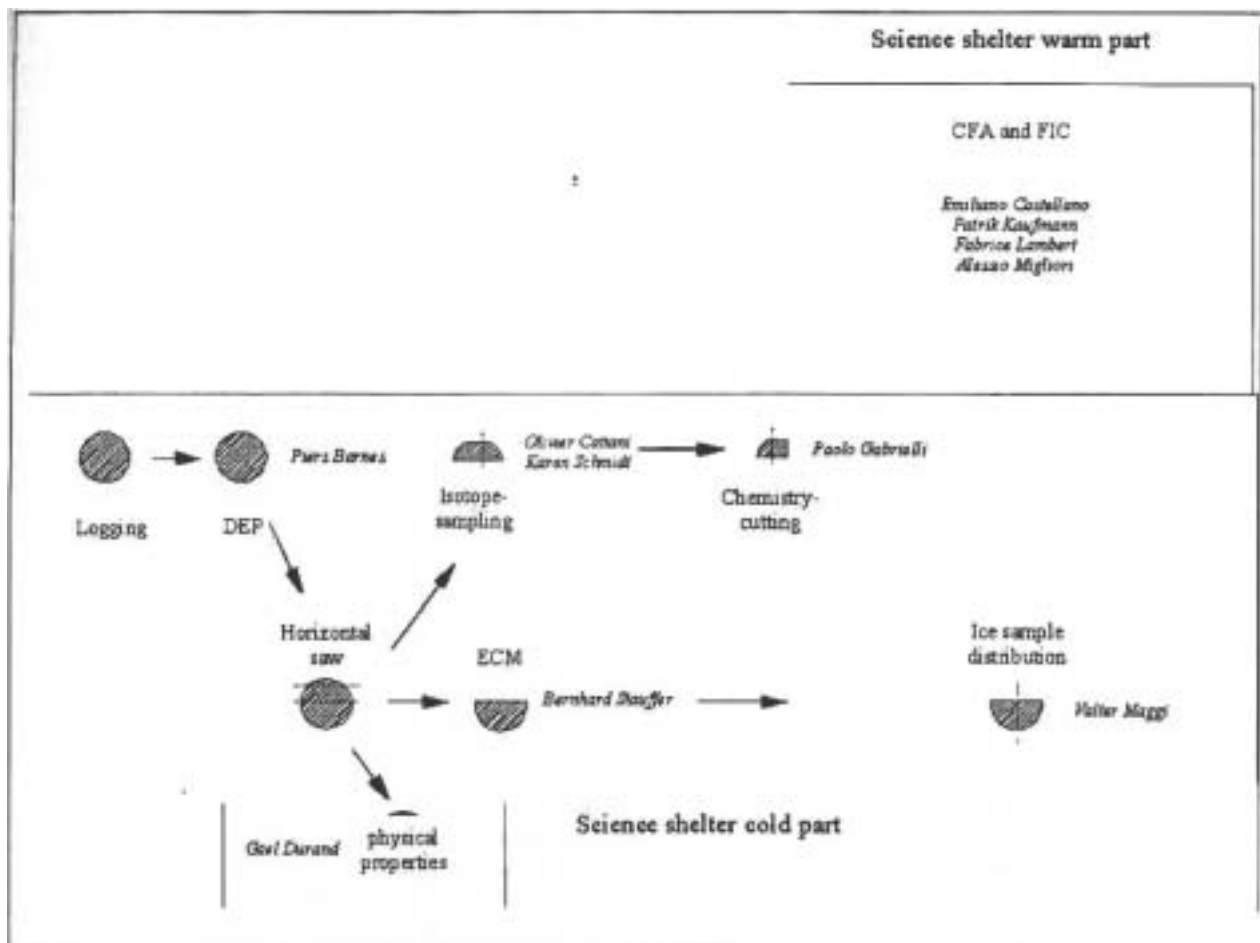 Science shelter warm part
CFA and FIC
Emiliano Castellano
Patrik Kaufmann
Fabrice Lambert
Alessio Migliori
Piers Barnes
Olivier Cattani
Karen Schmidt
Paolo Gabrielli
Logging
DEP
Isotope-
sampling
Chemistry-
cutting
Horizontal
saw
ECM
Ice sample
distribution
Bernhard Stauffer
Valter Maggi
Gael Durand
physical
properties
Science shelter cold part